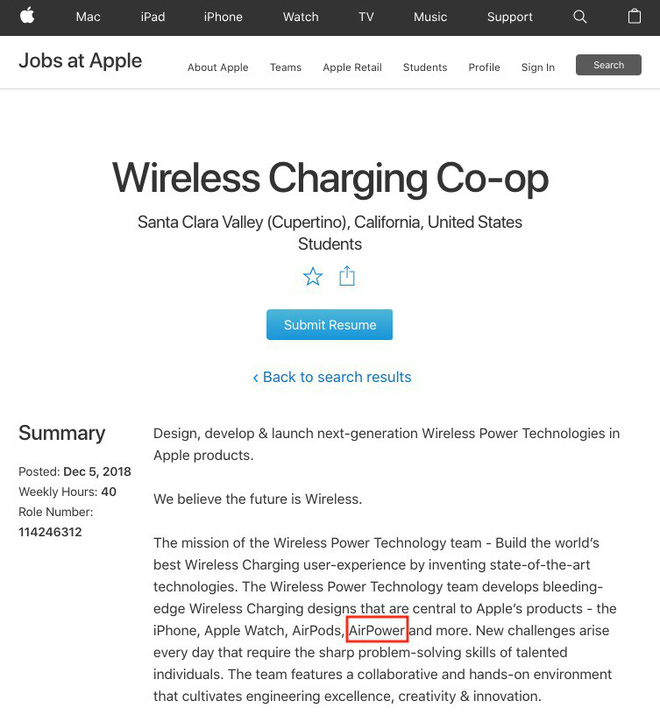 Mac iPad iPhone Watch TV Music Support
Jobs at Apple
About Apple Teams Apple Retail Students Profile Sign In Search
Wireless Charging Co-op
Santa Clara Valley (Cupertino), California, United States
Students
Submit Resume
‹ Back to search results
Summary
Posted: Dec 5, 2018
Weekly Hours: 40
Role Number:
114246312
Design, develop & launch next-generation Wireless Power Technologies in
Apple products.
We believe the future is Wireless.
The mission of the Wireless Power Technology team - Build the world's
best Wireless Charging user-experience by inventing state-of-the-art
technologies. The Wireless Power Technology team develops bleeding-
edge Wireless Charging designs that are central to Apple's products - the
iPhone, Apple Watch, AirPods, AirPower and more. New challenges arise
every day that require the sharp problem-solving skills of talented
individuals. The team features a collaborative and hands-on environment
that cultivates engineering excellence, creativity & innovation.